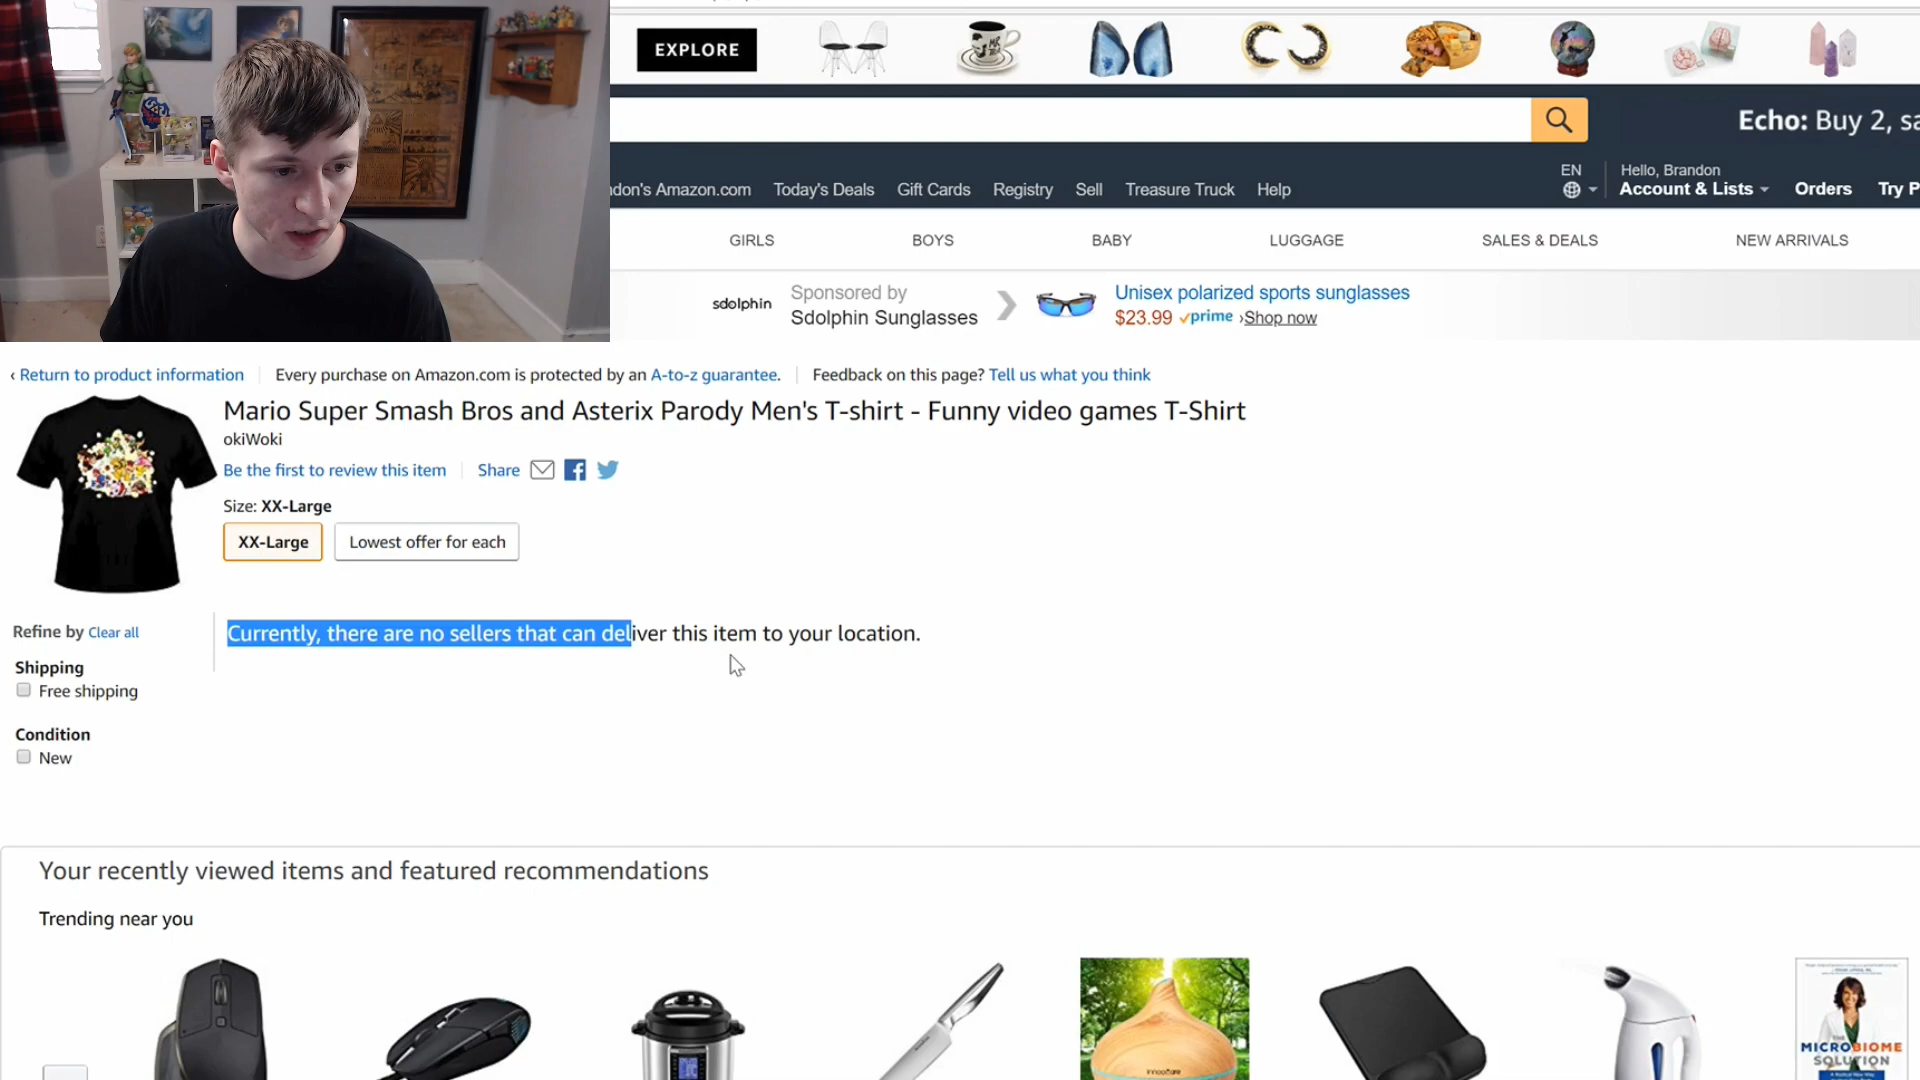 EXPLORE
Echo: Buy 2, sa
don's Amazon.com Today's Deals Gift Cards Registry Sell Treasure Truck Help
EN
Hello, Brandon
Account & Lists Orders Try P
GIRLS BOYS BABY LUGGAGE SALES & DEALS NEW ARRIVALS
sdolphin
Sponsored by
Sdolphin Sunglasses
Unisex polarized sports sunglasses
$23.99 prime ›Shop now
‹ Return to product information Every purchase on Amazon.com is protected by an A-to-z guarantee. Feedback on this page? Tell us what you think
Mario Super Smash Bros and Asterix Parody Men's T-shirt - Funny video games T-Shirt
okiWoki
Be the first to review this item Share
Size: XX-Large
XX-Large Lowest offer for each
Refine by Clear all
Currently, there are no sellers that can deliver this item to your location.
Shipping
Free shipping
Condition
New
Your recently viewed items and featured recommendations
Trending near you
innoocare
THE
MICROBIOME
SOLUTION